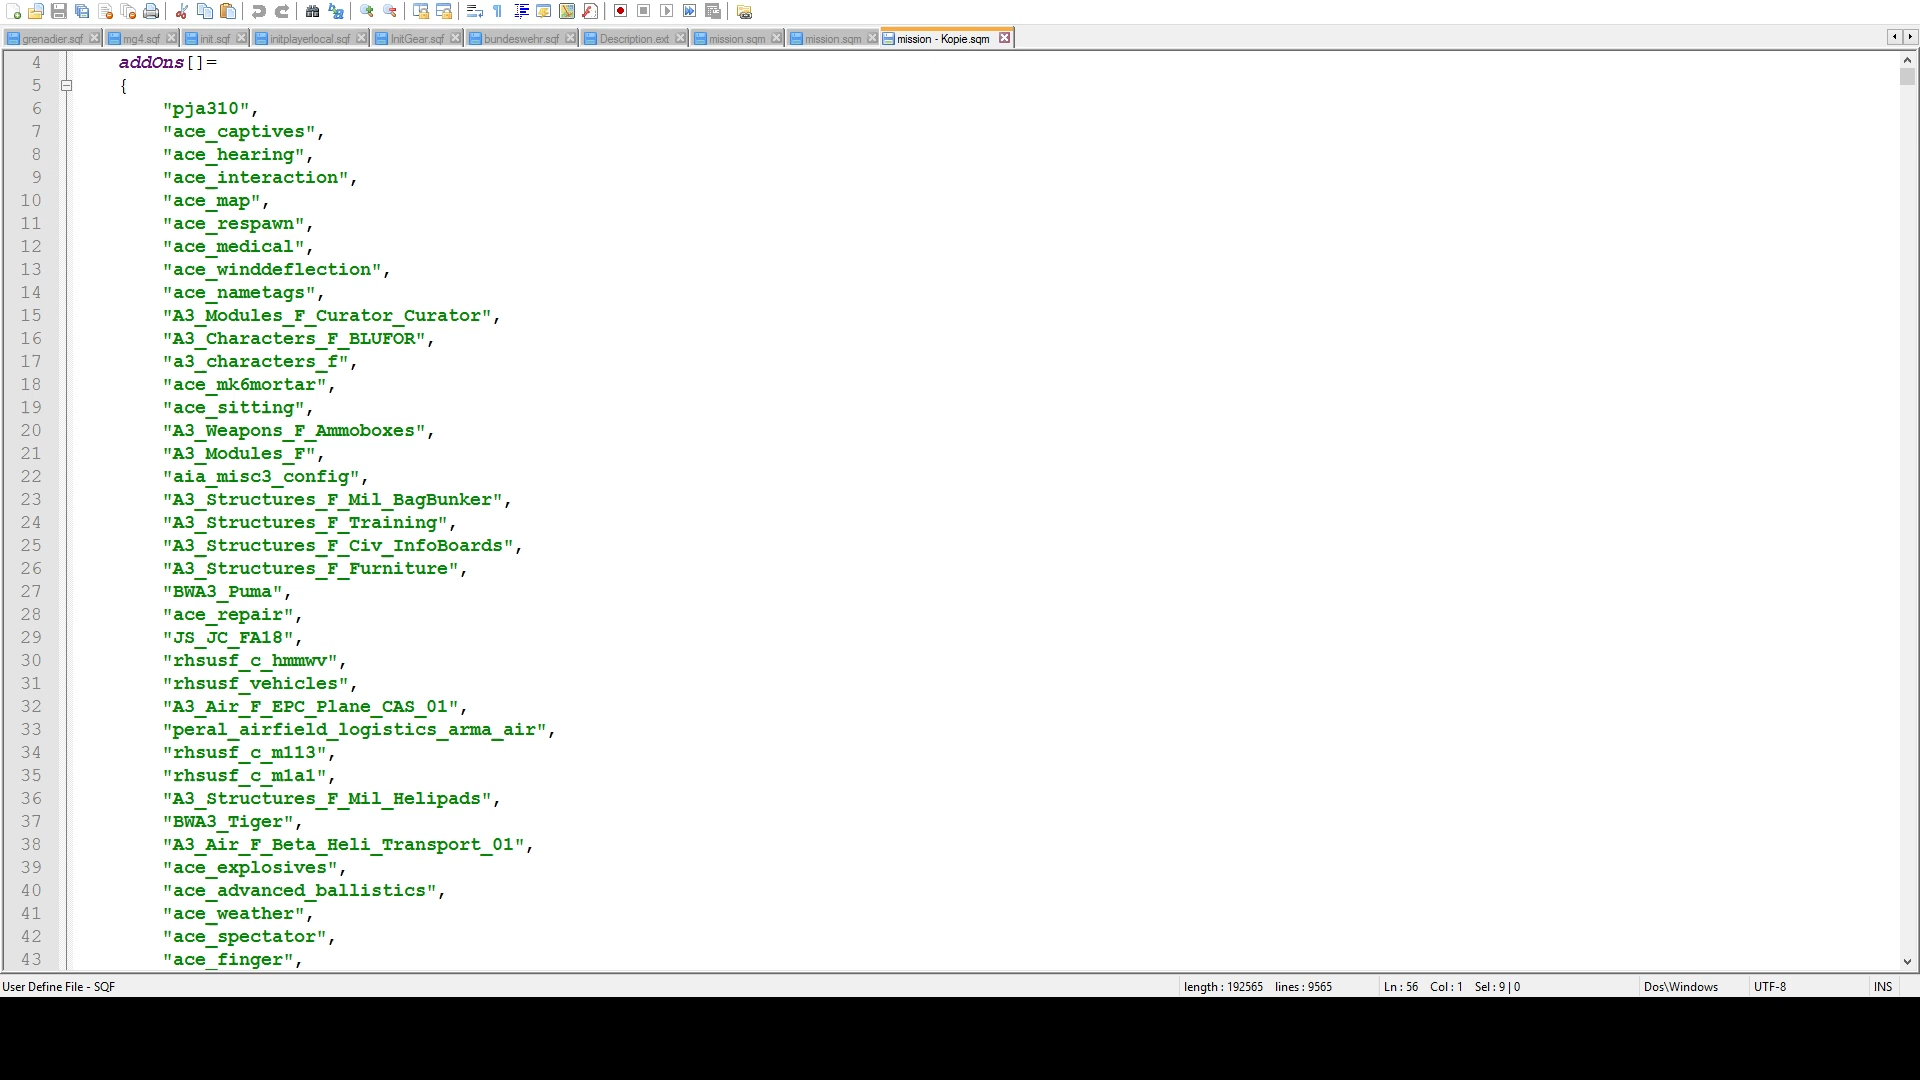 grenadier.sqf mg4.sqf init.sqf initplayerlocal.sqf InitGear.sqf bundeswehr.sqf Description.ext mission.sqm mission.sqm mission - Kopie.sqm
4 addOns[]=
5 {
6 "pja310",
7 "ace_captives",
8 "ace_hearing",
9 "ace_interaction",
10 "ace_map",
11 "ace_respawn",
12 "ace_medical",
13 "ace_winddeflection",
14 "ace_nametags",
15 "A3_Modules_F_Curator_Curator",
16 "A3_Characters_F_BLUFOR",
17 "a3_characters_f",
18 "ace_mk6mortar",
19 "ace_sitting",
20 "A3_Weapons_F_Ammoboxes",
21 "A3_Modules_F",
22 "aia_misc3_config",
23 "A3_Structures_F_Mil_BagBunker",
24 "A3_Structures_F_Training",
25 "A3_Structures_F_Civ_InfoBoards",
26 "A3_Structures_F_Furniture",
27 "BWA3_Puma",
28 "ace_repair",
29 "JS_JC_FA18",
30 "rhsusf_c_hmmwv",
31 "rhsusf_vehicles",
32 "A3_Air_F_EPC_Plane_CAS_01",
33 "peral_airfield_logistics_arma_air",
34 "rhsusf_c_m113",
35 "rhsusf_c_m1a1",
36 "A3_Structures_F_Mil_Helipads",
37 "BWA3_Tiger",
38 "A3_Air_F_Beta_Heli_Transport_01",
39 "ace_explosives",
40 "ace_advanced_ballistics",
41 "ace_weather",
42 "ace_spectator",
43 "ace_finger",
User Define File - SQF length : 192565 lines : 9565 Ln : 56 Col : 1 Sel : 9 | 0 Dos\Windows UTF-8 INS